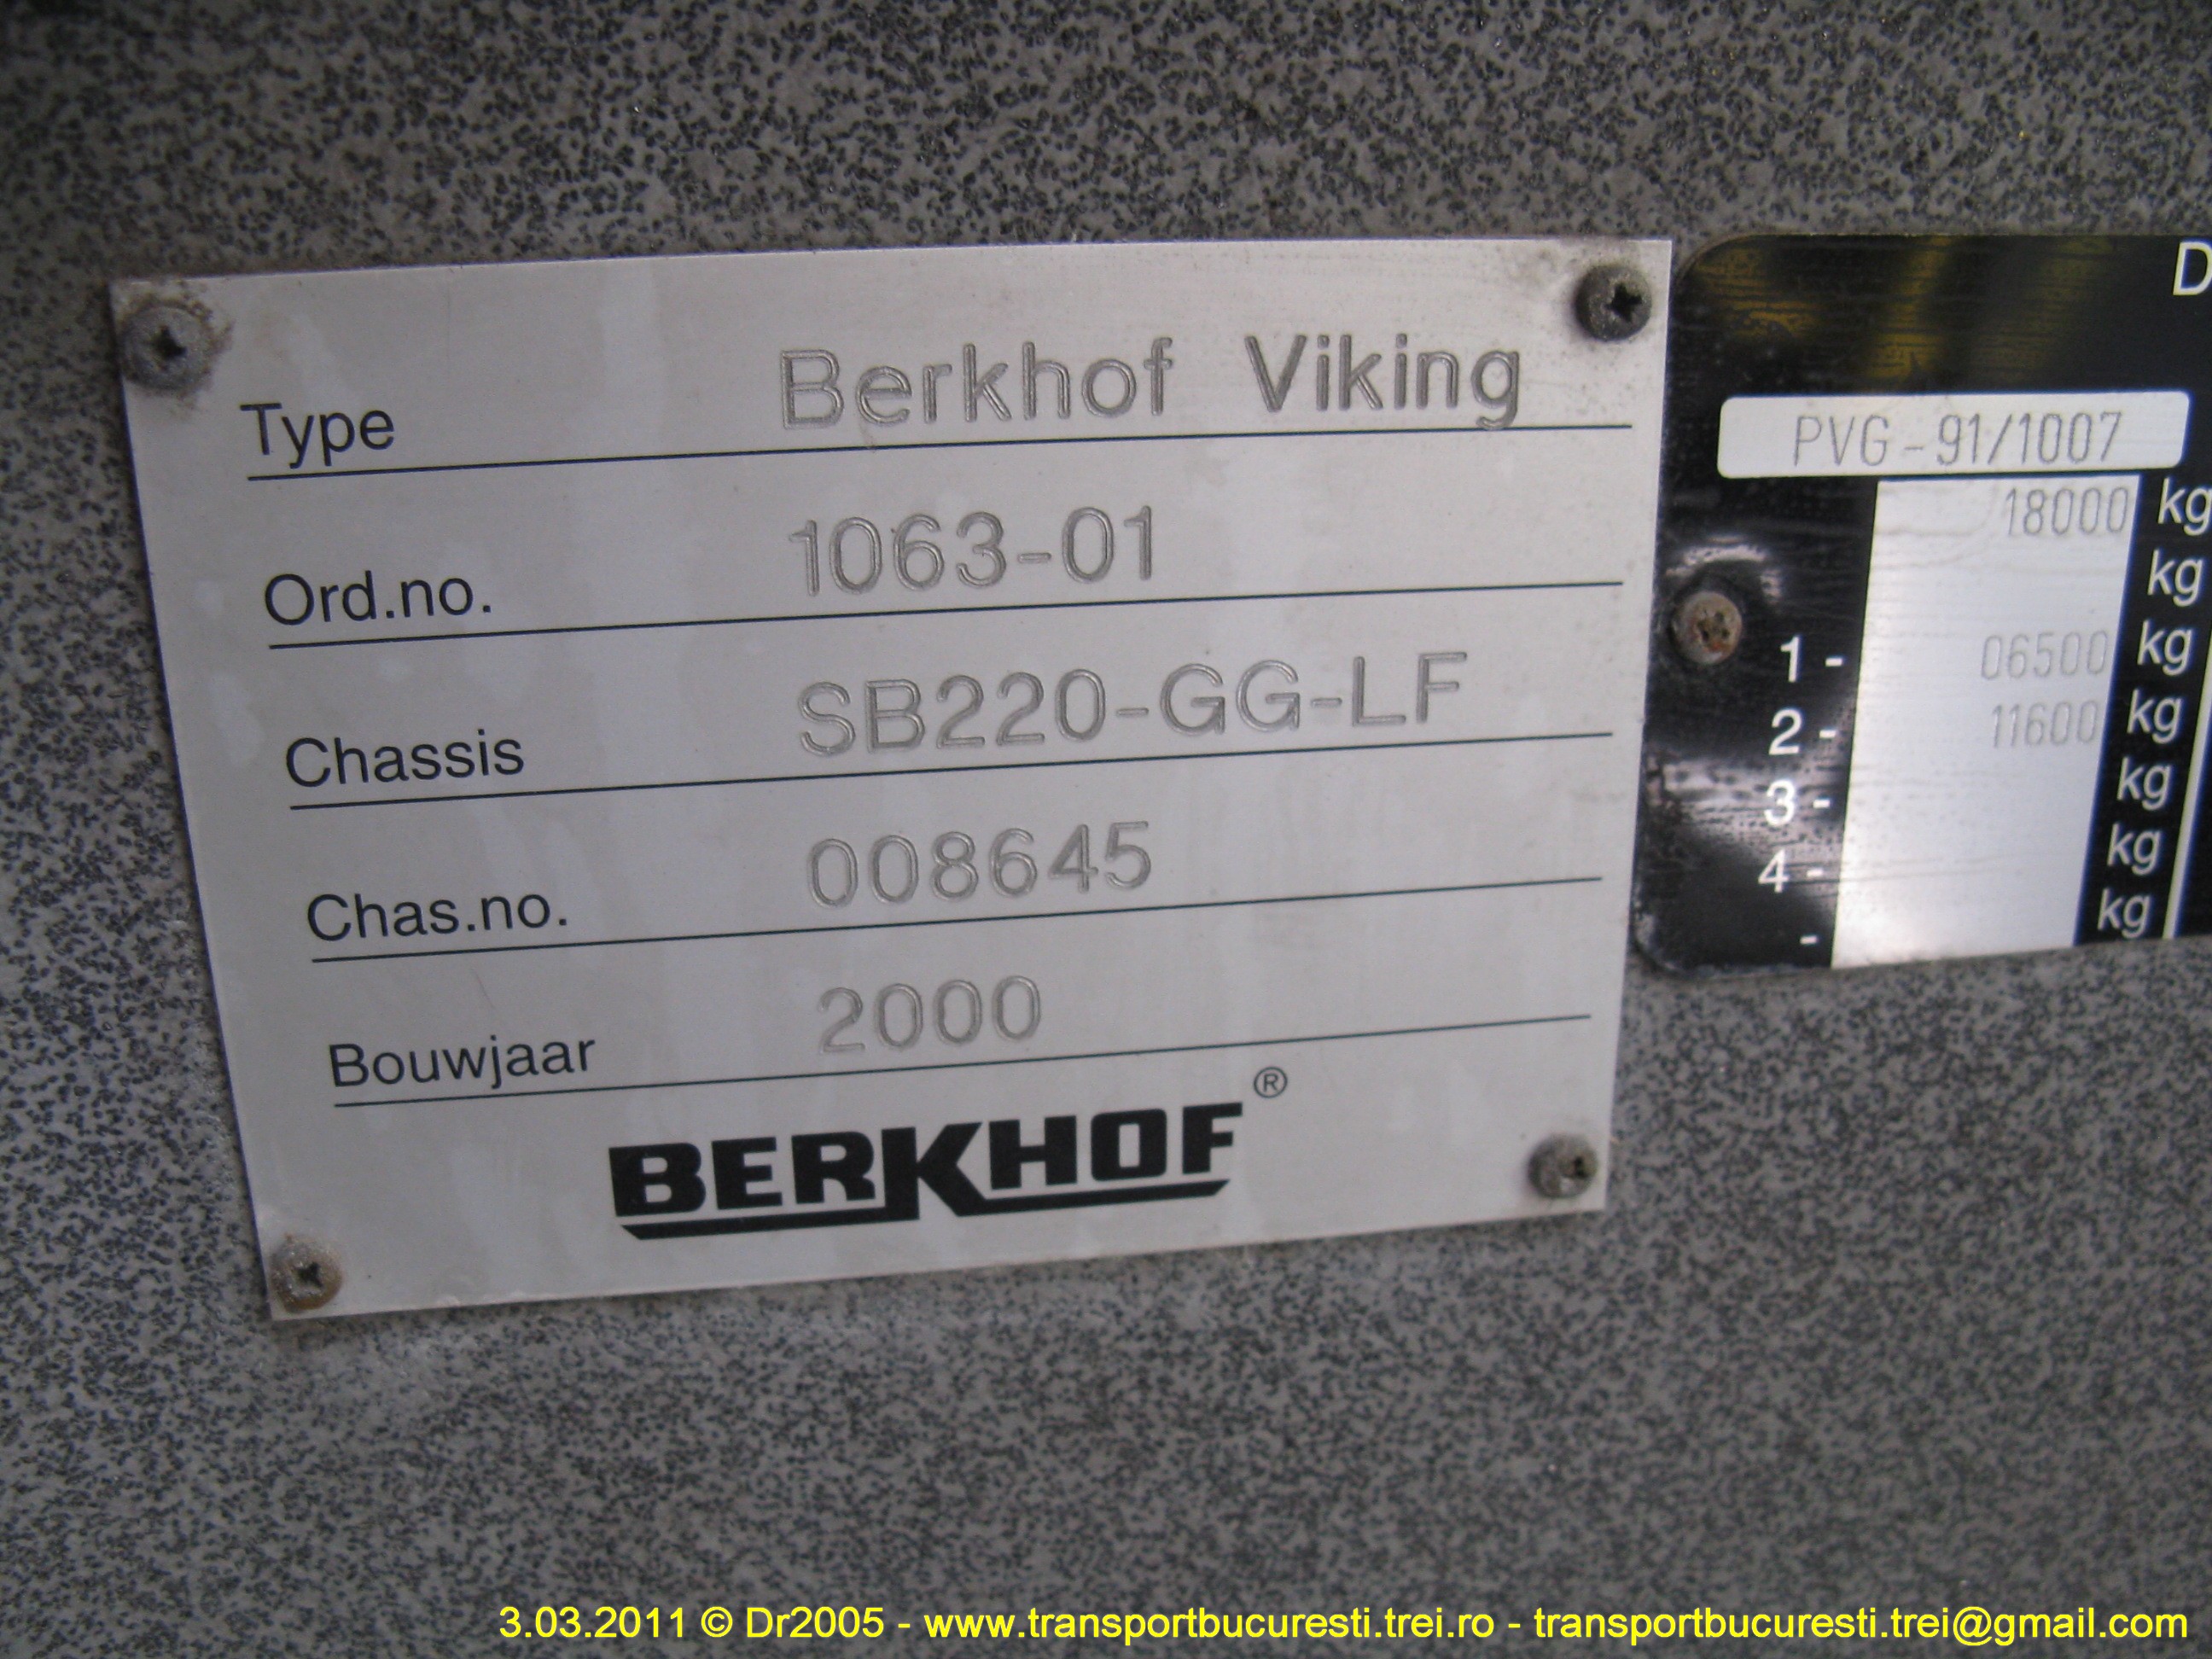 Type Berkhof Viking
Ord.no. 1063-01
Chassis SB220-GG-LF
Chas.no. 008645
Bouwjaar 2000
BERKHOF®
D
PVG-91/1007
18000 kg
kg
1- 06500 kg
2- 11600 kg
3- kg
4- kg
- kg
3.03.2011 © Dr2005 - www.transportbucuresti.trei.ro - transportbucuresti.trei@gmail.com